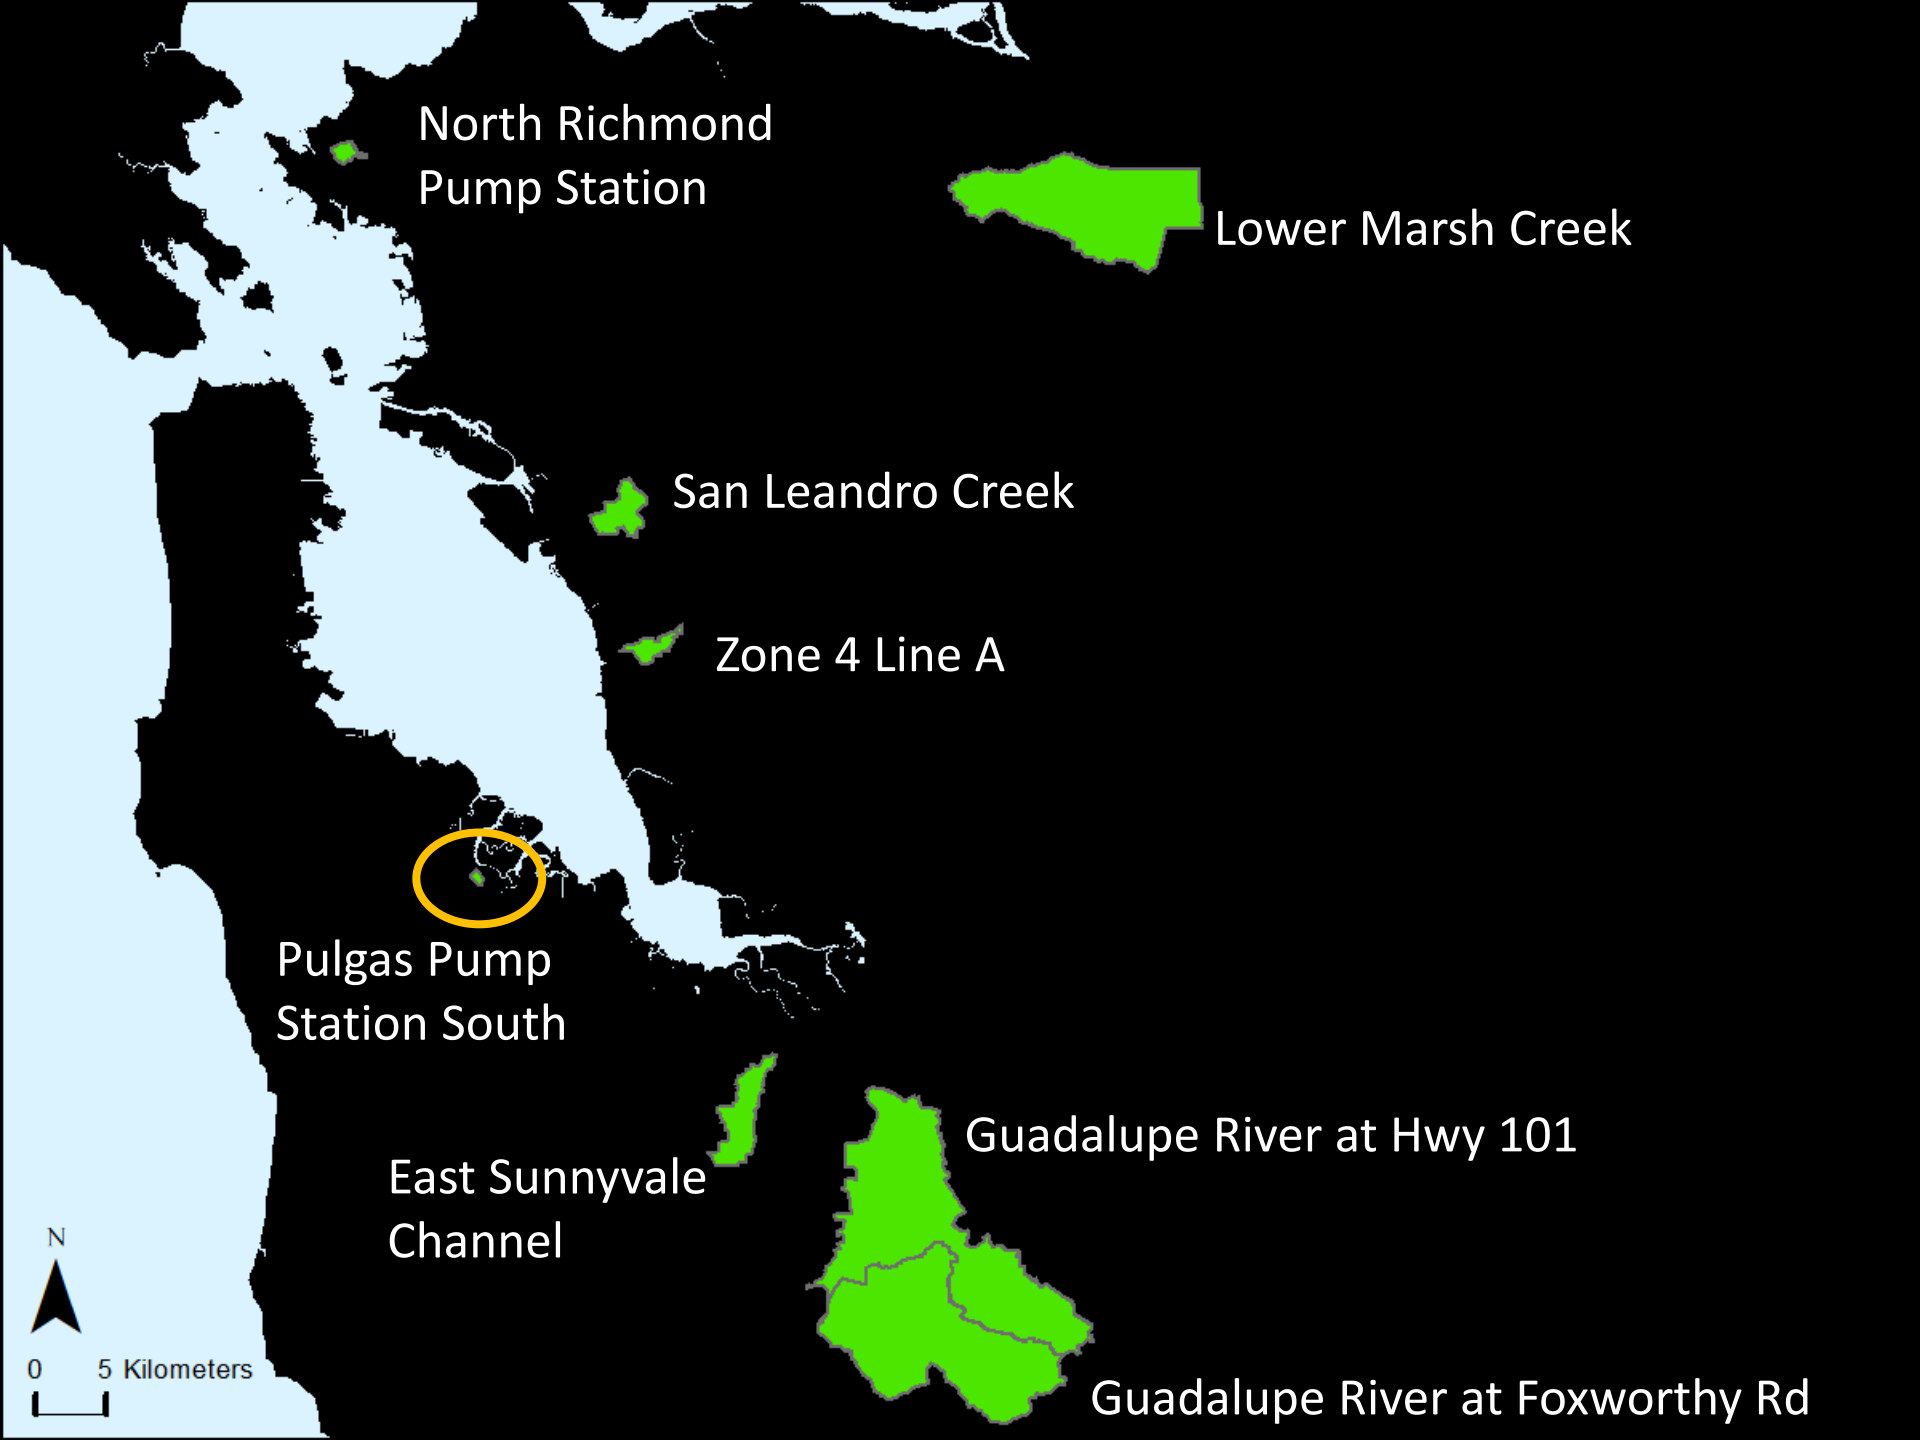 North Richmond
Pump Station
Lower Marsh Creek
San Leandro Creek
Zone 4 Line A
Pulgas Pump
Station South
Guadalupe River at Hwy 101
East Sunnyvale
Channel
N
0 5 Kilometers
Guadalupe River at Foxworthy Rd